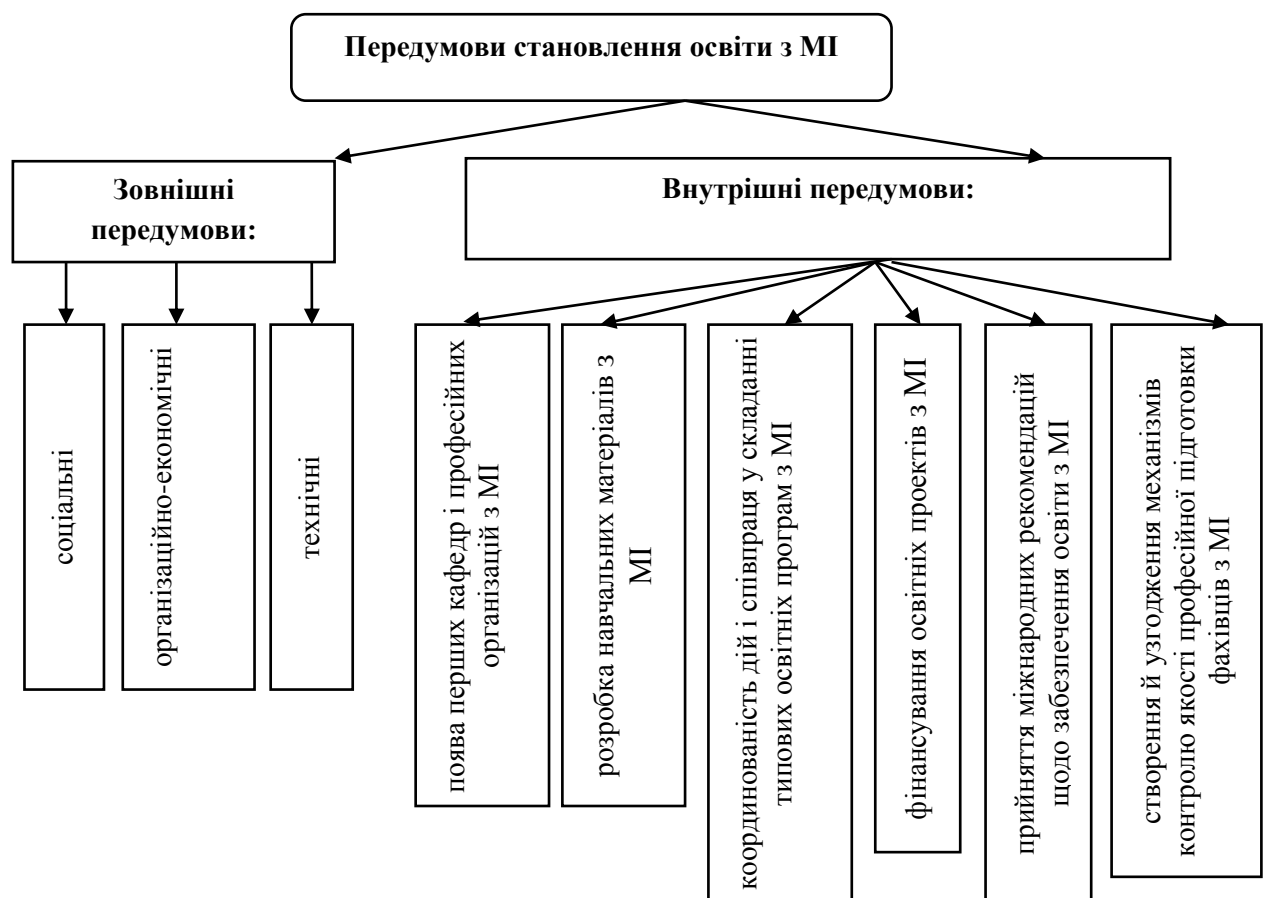 Передумови становлення освіти з МІ
Зовнішні
передумови:
Внутрішні передумови:
соціальні
організаційно-економічні
технічні
поява перших кафедр і професійних
організацій з МІ
розробка навчальних матеріалів з
МІ
координованість дій і співпраця у складанні
типових освітніх програм з МІ
фінансування освітніх проектів з МІ
прийняття міжнародних рекомендацій
щодо забезпечення освіти з МІ
створення й узгодження механізмів
контролю якості професійної підготовки
фахівців з МІ